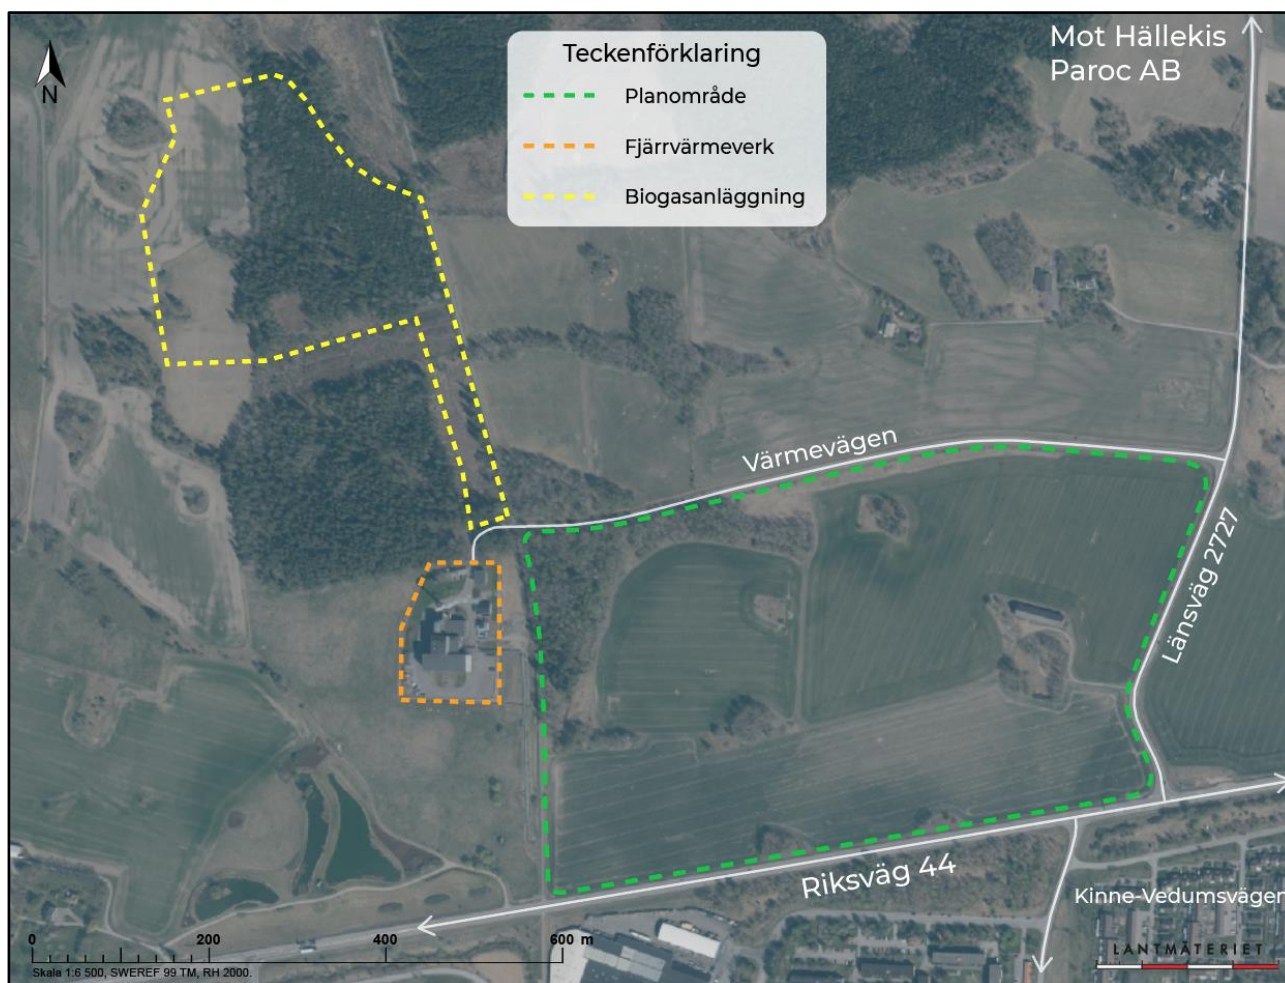 N
Teckenförklaring
Planområde
Fjärrvärmeverk
Biogasanläggning
Mot Hällekis
Paroc AB
Värmevägen
Länsväg 2727
Riksväg 44
Kinne-Vedumsvägen
0 200 400 600 m
Skala 1:6 500, SWEREF 99 TM, RH 2000.
LANTMÄTERIET